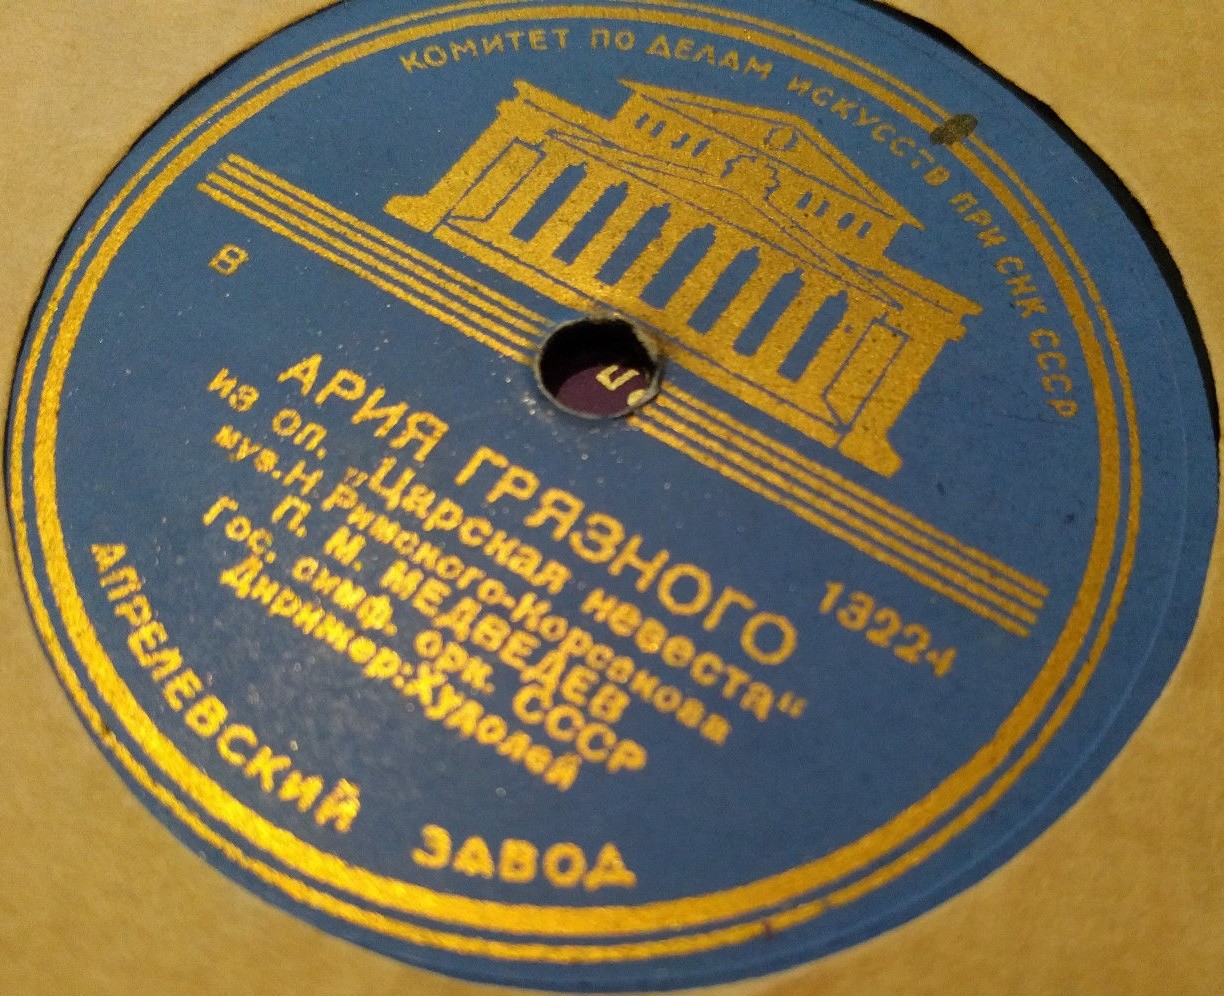 КОМИТЕТ ПО ДЕЛАМ ИСКУССТВ ПРИ СНК СССР
В
13224
АРИЯ ГРЯЗНОГО
из оп. „Царская невеста“
муз. Н. Римского-Корсакова
П. М. МЕДВЕДЕВ
Гос. симф. орк. СССР
Дирижер: Худолей
АПРЕЛЕВСКИЙ ЗАВОД